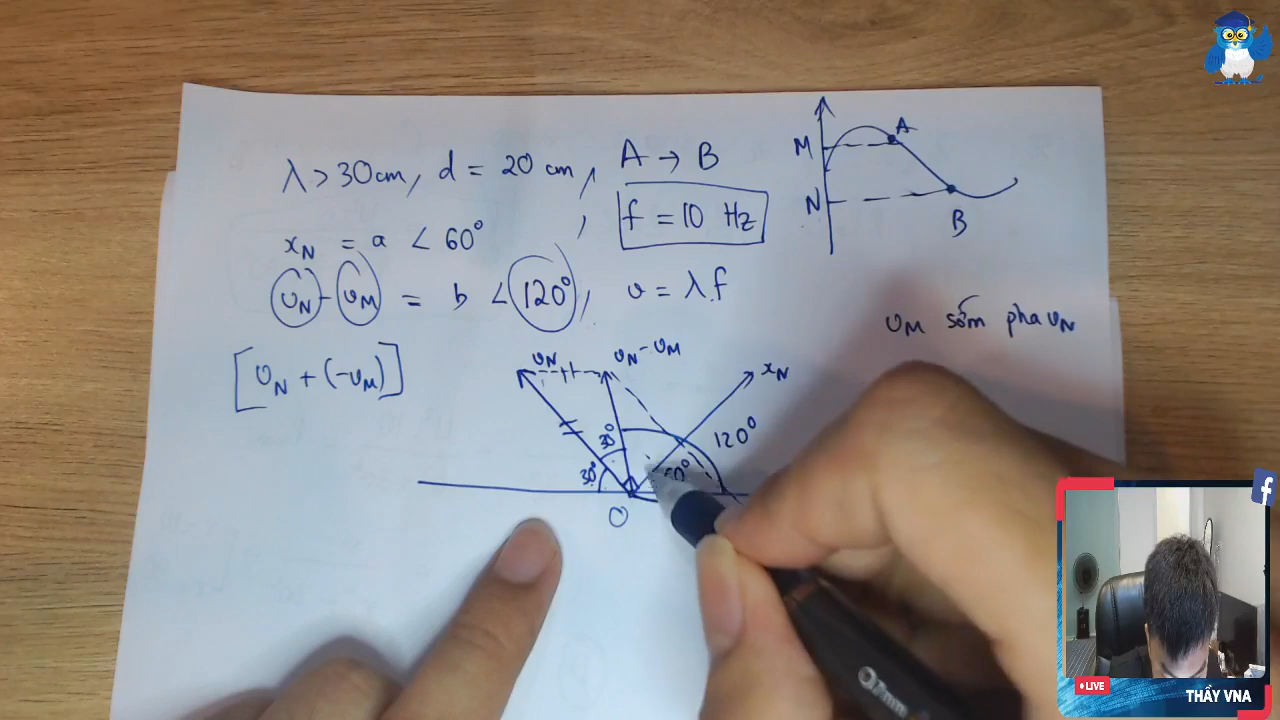 λ > 30cm, d = 20 cm, A → B
x_N = a ∠ 60°, f = 10 Hz
v_N - v_M = b ∠ 120°, v = λ.f
[v_N + (-v_M)]
M
A
N
B
v_M sớm pha v_N
v_N
v_N - v_M
x_N
30°
30°
120°
O
LIVE
THẦY VNA